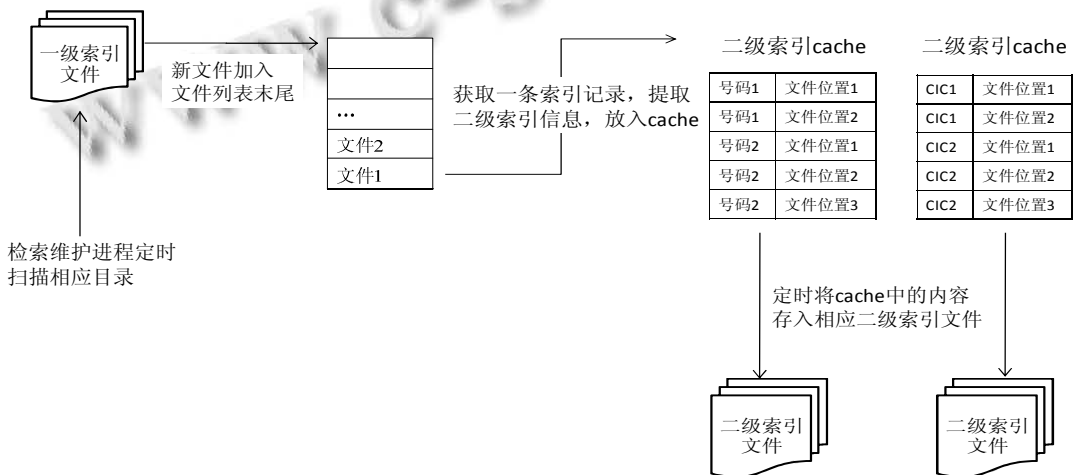 一级索引
文件
新文件加入
文件列表末尾
...
文件2
文件1
检索维护进程定时
扫描相应目录
获取一条索引记录，提取
二级索引信息，放入cache
二级索引cache
号码1 文件位置1
号码1 文件位置2
号码2 文件位置1
号码2 文件位置2
号码2 文件位置3
二级索引cache
CIC1 文件位置1
CIC1 文件位置2
CIC2 文件位置1
CIC2 文件位置2
CIC2 文件位置3
定时将cache中的内容
存入相应二级索引文件
二级索引
文件
二级索引
文件